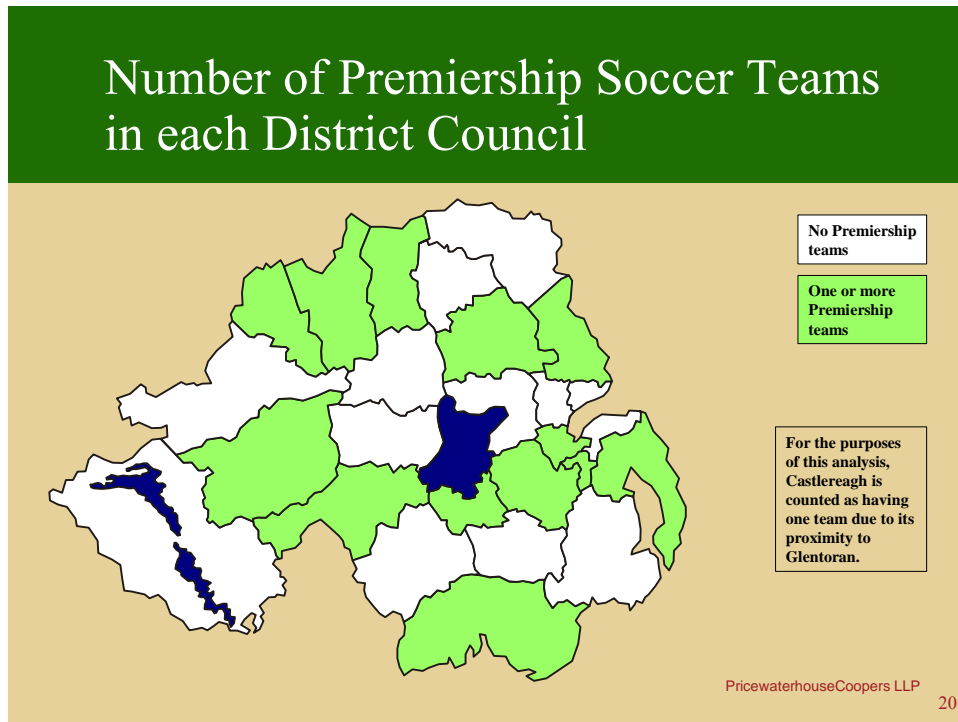 Number of Premiership Soccer Teams
in each District Council
No Premiership
teams
One or more
Premiership
teams
For the purposes
of this analysis,
Castlereagh is
counted as having
one team due to its
proximity to
Glentoran.
PricewaterhouseCoopers LLP
20